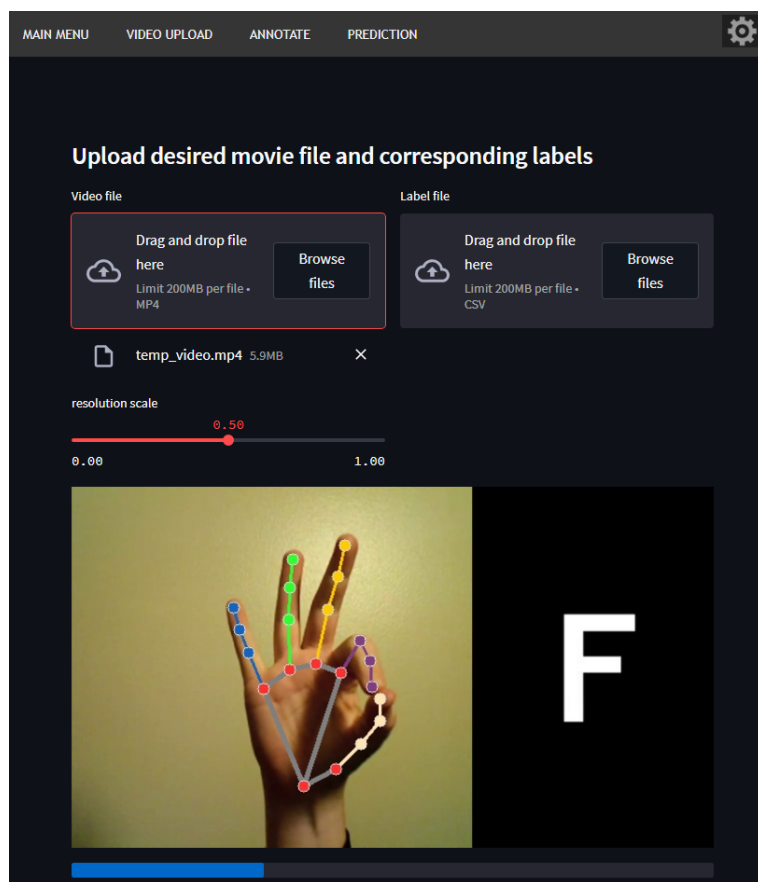 MAIN MENU VIDEO UPLOAD ANNOTATE PREDICTION
Upload desired movie file and corresponding labels
Video file
Drag and drop file
here
Limit 200MB per file •
MP4
Browse
files
Label file
Drag and drop file
here
Limit 200MB per file •
CSV
Browse
files
temp_video.mp4 5.9MB
resolution scale
0.50
0.00 1.00
F